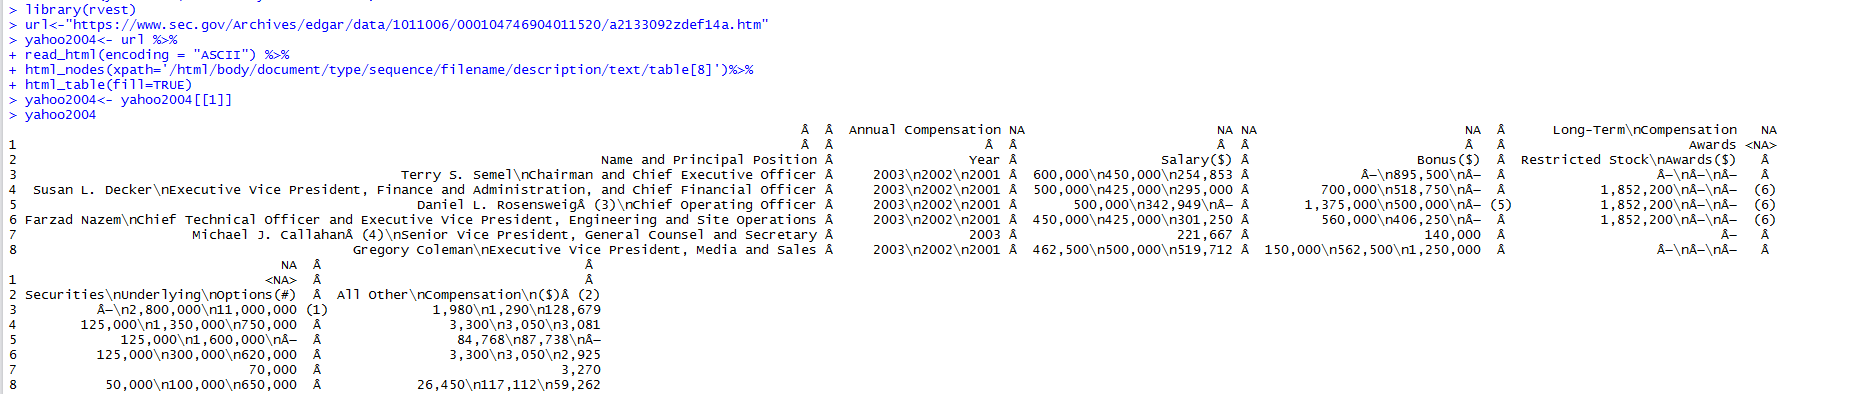 > library(rvest)
> url<-"https://www.sec.gov/Archives/edgar/data/1011006/000104746904011520/a2133092zdef14a.htm"
> yahoo2004<- url %>%
+ read_html(encoding = "ASCII") %>%
+ html_nodes(xpath='/html/body/document/type/sequence/filename/description/text/table[8]')%>%
+ html_table(fill=TRUE)
> yahoo2004<- yahoo2004[[1]]
> yahoo2004
Â Â Annual Compensation NA NA NA NA Â Long-Term\nCompensation NA
1 Â Â Â Â Â Â Â Â Awards <NA>
2 Name and Principal Position Â Year Â Salary($) Â Bonus($) Â Restricted Stock\nAwards($) Â
3 Terry S. Semel\nChairman and Chief Executive Officer Â 2003\n2002\n2001 Â 600,000\n450,000\n254,853 Â Â—\n895,500\nÂ— Â Â—\nÂ—\nÂ— Â
4 Susan L. Decker\nExecutive Vice President, Finance and Administration, and Chief Financial Officer Â 2003\n2002\n2001 Â 500,000\n425,000\n295,000 Â 700,000\n518,750\nÂ— Â 1,852,200\nÂ—\nÂ— (6)
5 Daniel L. RosensweigÂ (3)\nChief Operating Officer Â 2003\n2002\n2001 Â 500,000\n342,949\nÂ— Â 1,375,000\n500,000\nÂ— (5) 1,852,200\nÂ—\nÂ— (6)
6 Farzad Nazem\nChief Technical Officer and Executive Vice President, Engineering and Site Operations Â 2003\n2002\n2001 Â 450,000\n425,000\n301,250 Â 560,000\n406,250\nÂ— Â 1,852,200\nÂ—\nÂ— (6)
7 Michael J. CallahanÂ (4)\nSenior Vice President, General Counsel and Secretary Â 2003 Â 221,667 Â 140,000 Â Â— Â
8 Gregory Coleman\nExecutive Vice President, Media and Sales Â 2003\n2002\n2001 Â 462,500\n500,000\n519,712 Â 150,000\n562,500\n1,250,000 Â Â—\nÂ—\nÂ— Â
NA Â Â
1 <NA> Â Â
2 Securities\nUnderlying\nOptions(#) Â All Other\nCompensation\n($)Â (2)
3 Â—\n2,800,000\n11,000,000 (1) 1,980\n1,290\n128,679
4 125,000\n1,350,000\n750,000 Â 3,300\n3,050\n3,081
5 125,000\n1,600,000\nÂ— Â 84,768\n87,738\nÂ—
6 125,000\n300,000\n620,000 Â 3,300\n3,050\n2,925
7 70,000 Â 3,270
8 50,000\n100,000\n650,000 Â 26,450\n117,112\n59,262